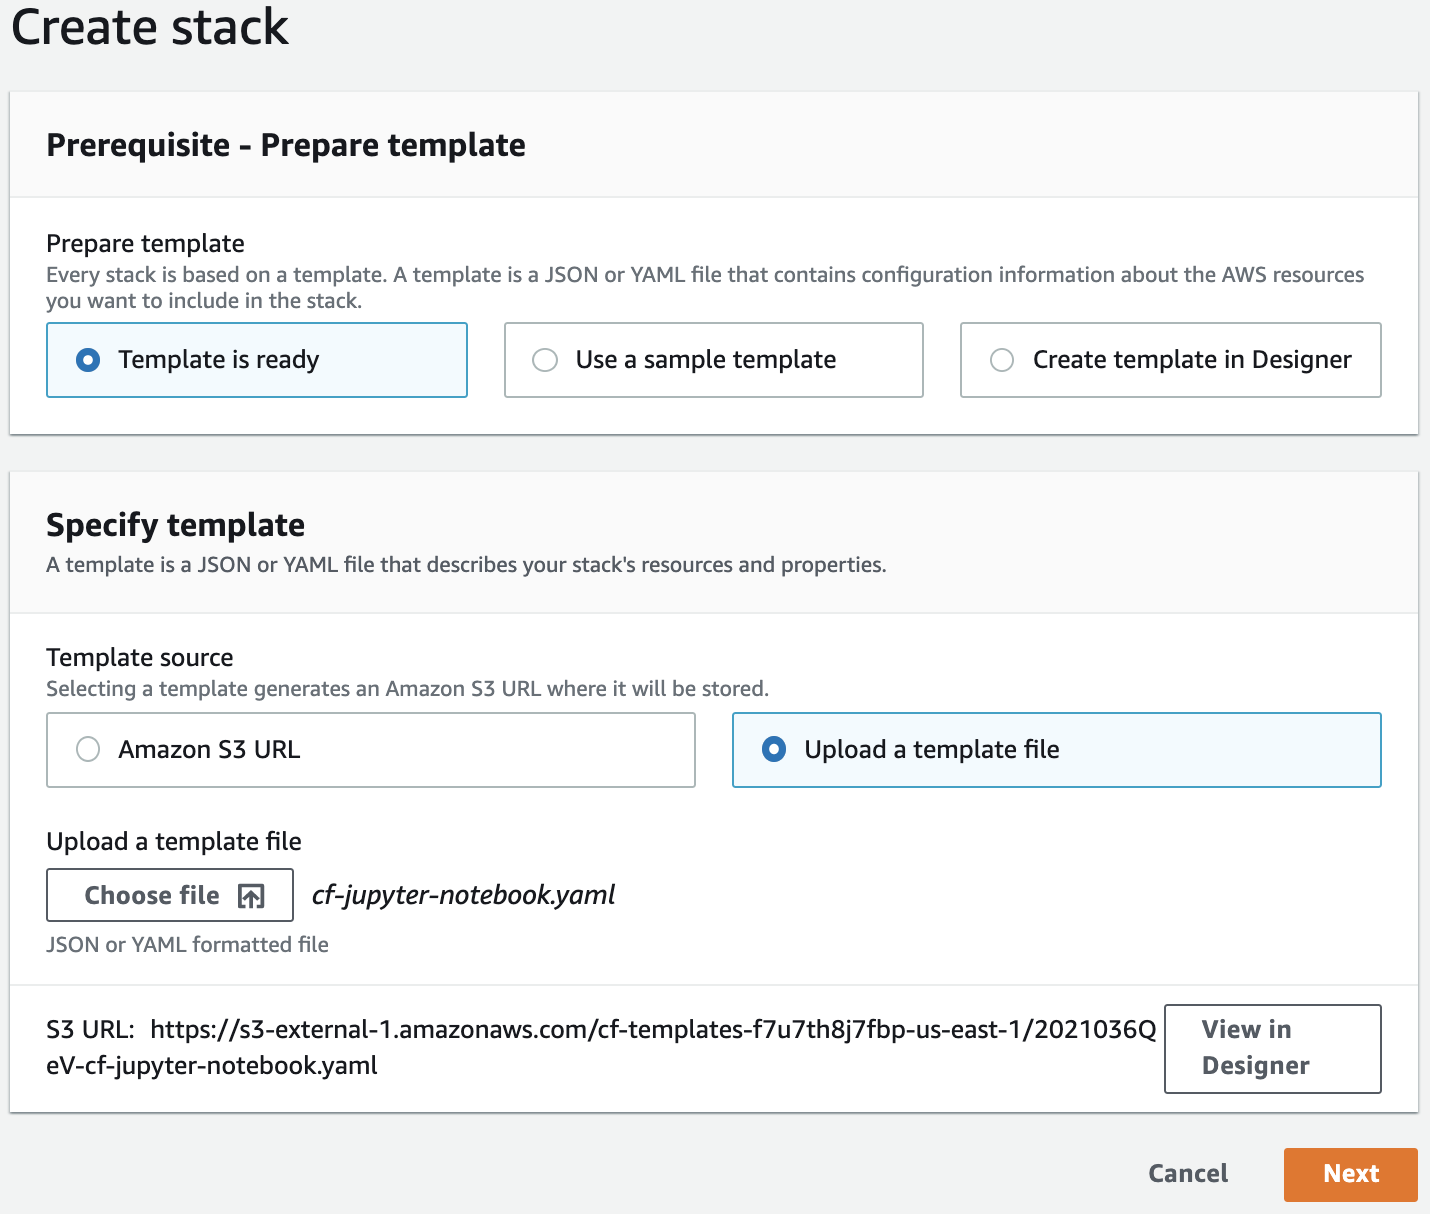 Create stack
Prerequisite - Prepare template
Prepare template
Every stack is based on a template. A template is a JSON or YAML file that contains configuration information about the AWS resources
you want to include in the stack.
Template is ready
Use a sample template
Create template in Designer
Specify template
A template is a JSON or YAML file that describes your stack's resources and properties.
Template source
Selecting a template generates an Amazon S3 URL where it will be stored.
Amazon S3 URL
Upload a template file
Upload a template file
Choose file
cf-jupyter-notebook.yaml
JSON or YAML formatted file
S3 URL: https://s3-external-1.amazonaws.com/cf-templates-f7u7th8j7fbp-us-east-1/2021036Q
eV-cf-jupyter-notebook.yaml
View in
Designer
Cancel
Next